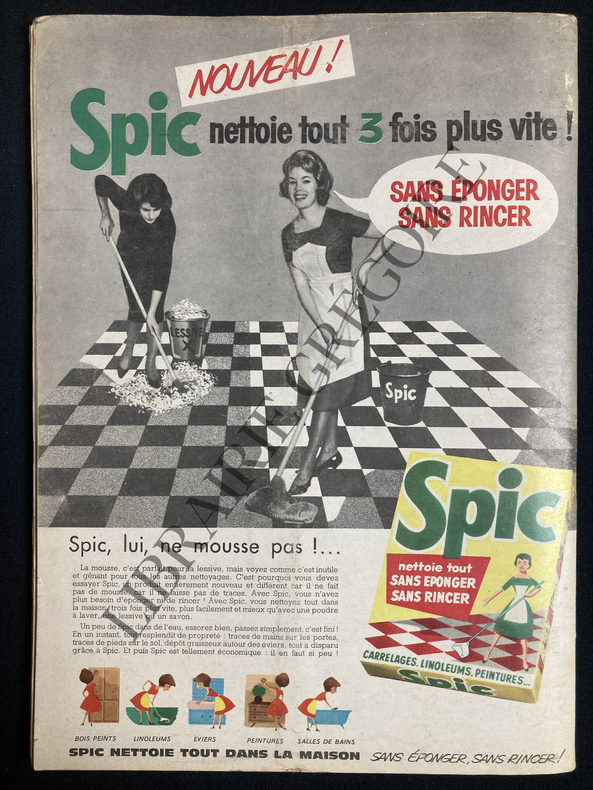 NOUVEAU !
Spic nettoie tout 3 fois plus vite !
SANS ÉPONGER
SANS RINCER
LESSIVE
X
Spic
Spic
nettoie tout
SANS EPONGER
SANS RINCER
CARRELAGES, LINOLEUMS, PEINTURES...
Spic
Spic, lui, ne mousse pas !...
La mousse, c'est parfait pour la lessive, mais voyez comme c'est inutile
et gênant pour les nettoyages. C'est pourquoi vous devez
essayer Spic, un produit entièrement nouveau et différent car il ne fait
pas de mousse, car il ne laisse pas de traces. Avec Spic, vous n'avez
plus besoin d'éponger ni de rincer ! Avec Spic, vous nettoyez tout dans
la maison trois fois plus vite, plus facilement et mieux qu'avec une poudre
à laver, une lessive ou un savon.
Un peu de Spic dans de l'eau, essorez bien, passez simplement, c'est fini !
En un instant, tout resplendit de propreté : traces de mains sur les portes,
traces de pieds sur le sol, dépôt graisseux autour des éviers, tout a disparu
grâce à Spic. Et puis Spic est tellement économique : il en faut si peu !
BOIS PEINTS LINOLEUMS EVIERS PEINTURES SALLES DE BAINS
SPIC NETTOIE TOUT DANS LA MAISON SANS ÉPONGER, SANS RINCER !
LIBRAIRIE GREGOIRE